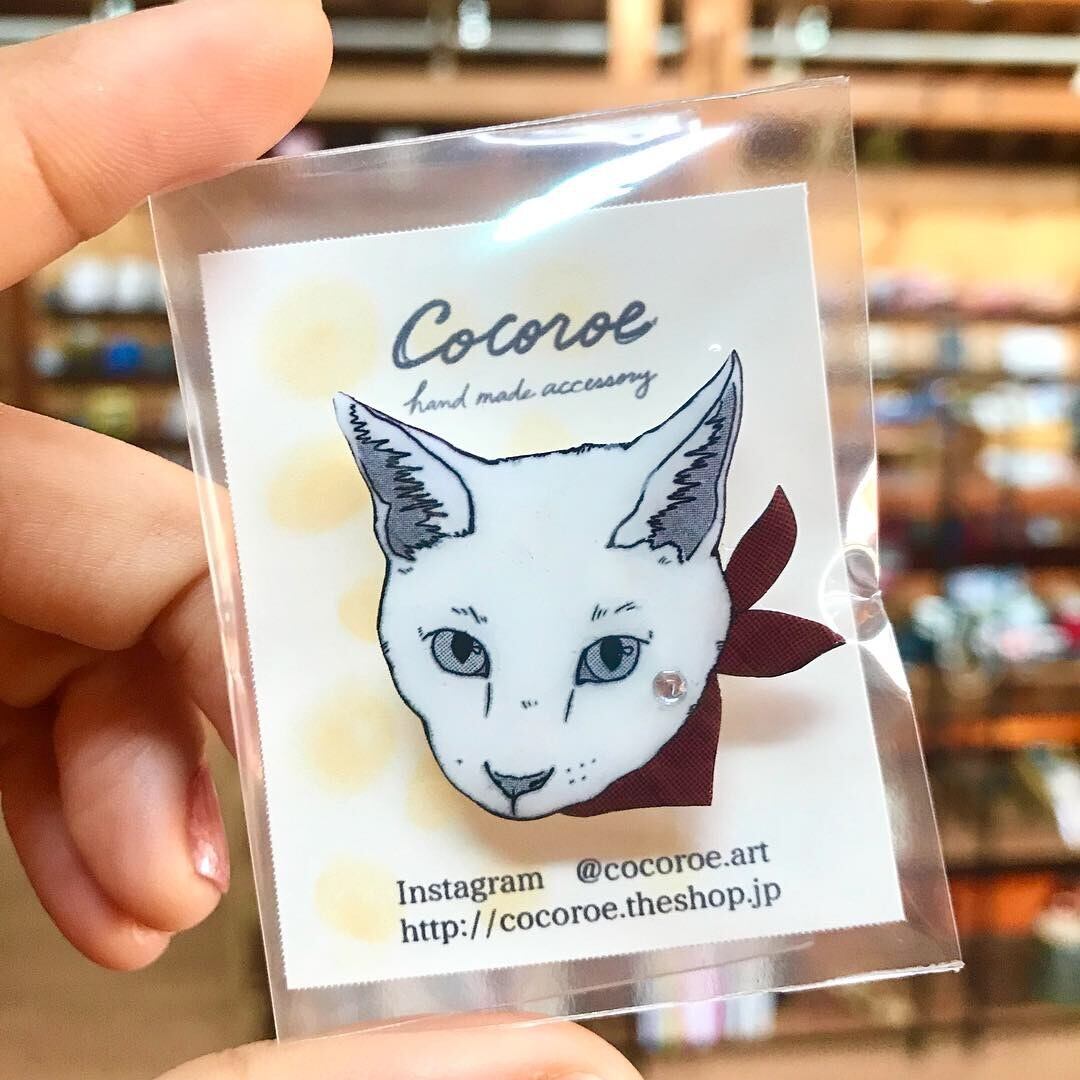 Cocoroe
hand made accessory
Instagram @cocoroe.art
http://cocoroe.theshop.jp